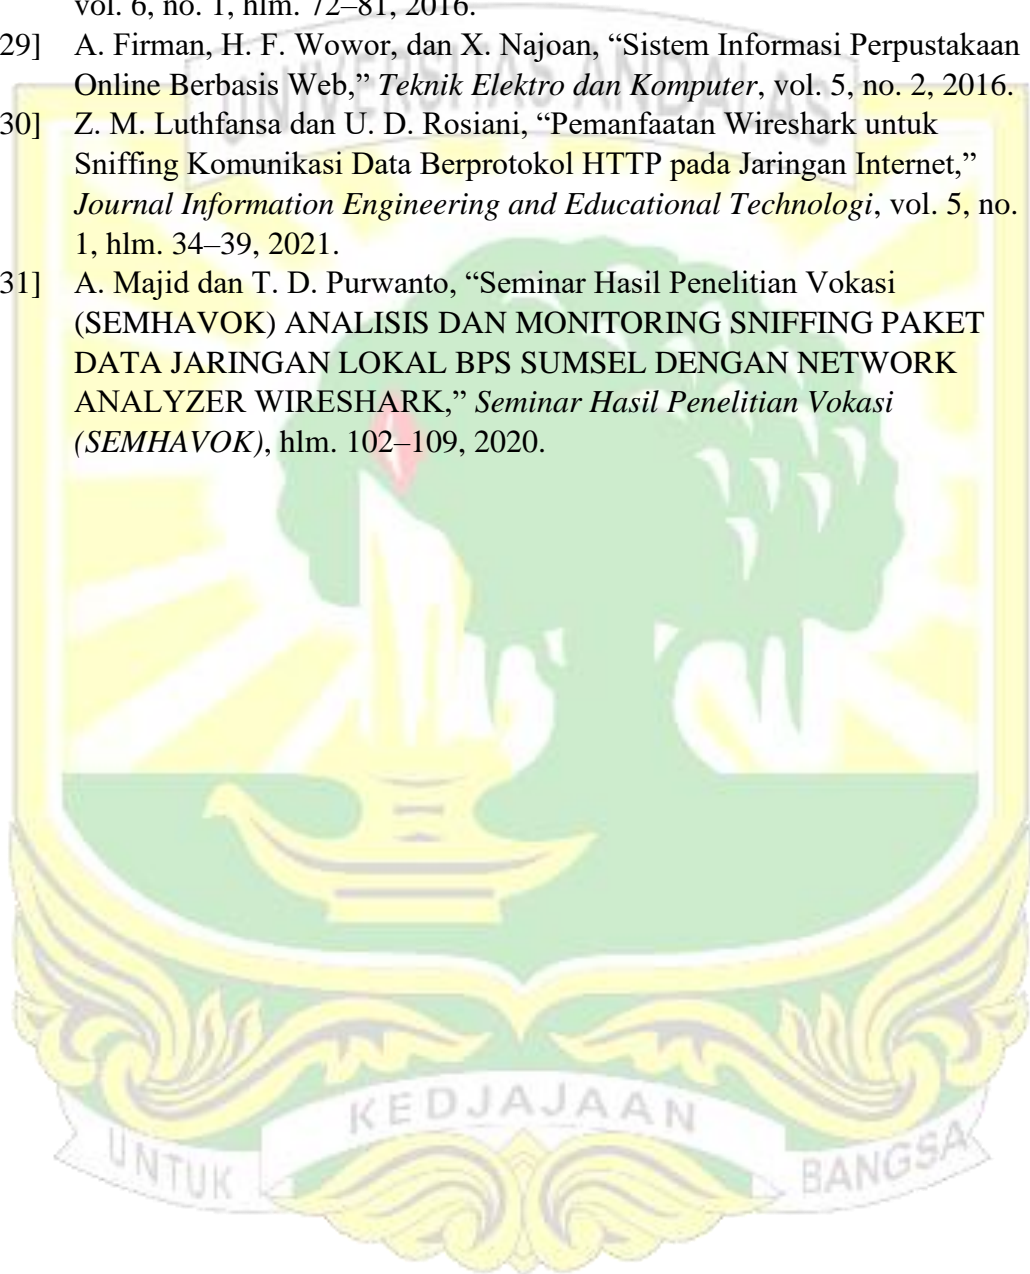 vol. 6, no. 1, hlm. 72–81, 2016.
29] A. Firman, H. F. Wowor, dan X. Najoan, “Sistem Informasi Perpustakaan
Online Berbasis Web,” Teknik Elektro dan Komputer, vol. 5, no. 2, 2016.
30] Z. M. Luthfansa dan U. D. Rosiani, “Pemanfaatan Wireshark untuk
Sniffing Komunikasi Data Berprotokol HTTP pada Jaringan Internet,”
Journal Information Engineering and Educational Technologi, vol. 5, no.
1, hlm. 34–39, 2021.
31] A. Majid dan T. D. Purwanto, “Seminar Hasil Penelitian Vokasi
(SEMHAVOK) ANALISIS DAN MONITORING SNIFFING PAKET
DATA JARINGAN LOKAL BPS SUMSEL DENGAN NETWORK
ANALYZER WIRESHARK,” Seminar Hasil Penelitian Vokasi
(SEMHAVOK), hlm. 102–109, 2020.
UNIVERSITAS ANDALAS
UNTUK KEDJAJAAN BANGSA